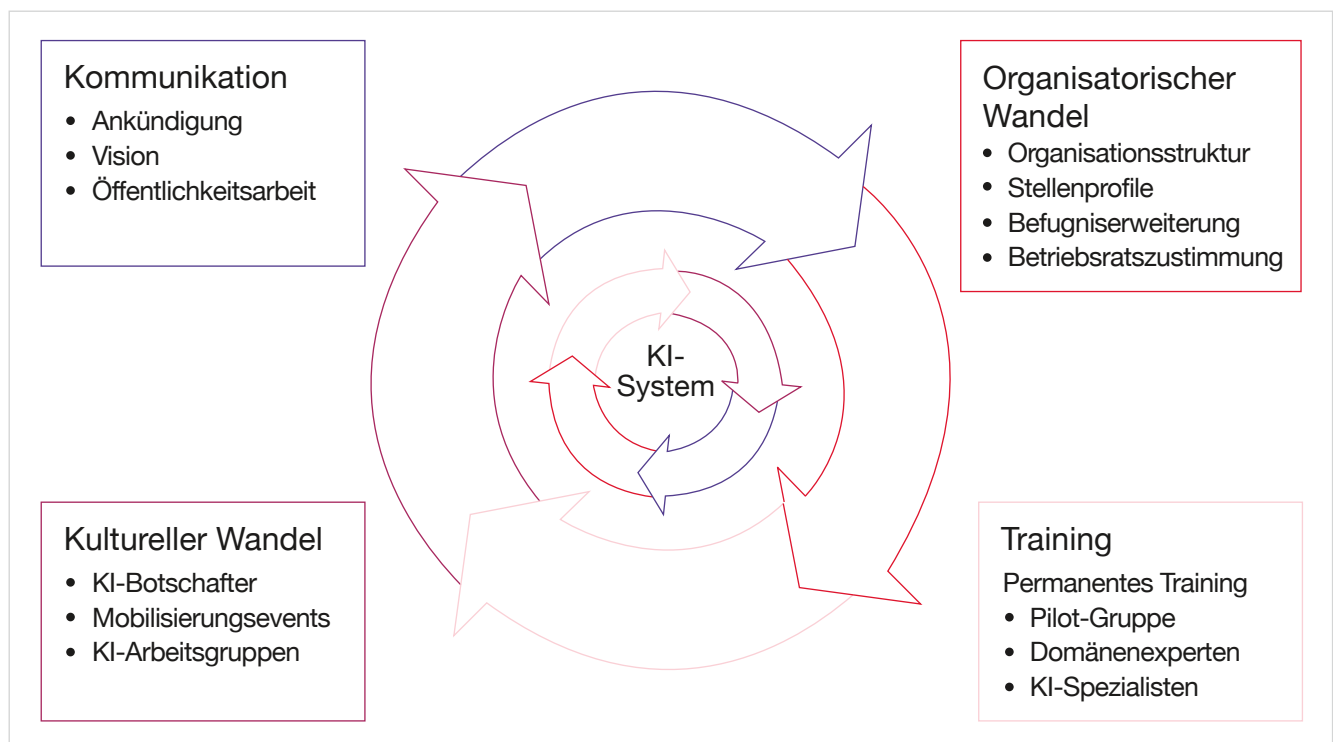 Kommunikation
• Ankündigung
• Vision
• Öffentlichkeitsarbeit
Organisatorischer
Wandel
• Organisationsstruktur
• Stellenprofile
• Befugniserweiterung
• Betriebsratszustimmung
KI-
System
Kultureller Wandel
• KI-Botschafter
• Mobilisierungsevents
• KI-Arbeitsgruppen
Training
Permanentes Training
• Pilot-Gruppe
• Domänenexperten
• KI-Spezialisten